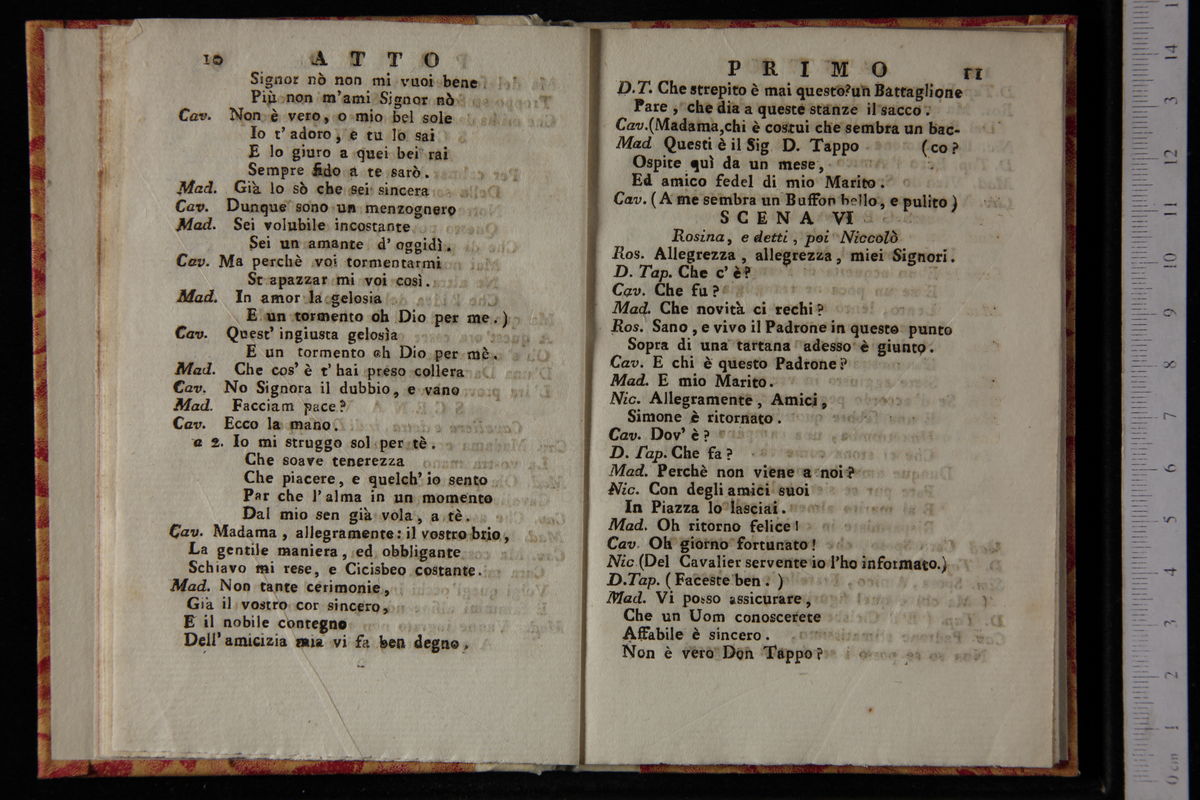 10 ATTO
Signor nò non mi vuoi bene
Più non m'ami Signor nò
Cav. Non è vero, o mio bel sole
Io t' adoro, e tu lo sai
E lo giuro a quei bei rai
Sempre fido a te sarò.
Mad. Già lo sò che sei sincera
Cav. Dunque sono un menzognero
Mad. Sei volubile incostante
Sei un amante d' oggidì.
Cav. Ma perchè voi tormentarmi
St apazzar mi voi così.
Mad. In amor la gelosia
E un tormento oh Dio per me.)
Cav. Quest' ingiusta gelosìa
E un tormento oh Dio per mè.
Mad. Che cos' è t' hai preso collera
Cav. No Signora il dubbio, e vano
Mad. Facciam pace?
Cav. Ecco la mano.
a 2. Io mi struggo sol per tè.
Che soave tenerezza
Che piacere, e quelch' io sento
Par che l' alma in un momento
Dal mio sen già vola, a tè.
Cav. Madama, allegramente: il vostro brio,
La gentile maniera, ed obbligante
Schiavo mi rese, e Cicisbeo costante.
Mad. Non tante cerimonie,
Già il vostro cor sincero,
E il nobile contegno
Dell' amicizia mia vi fa ben degno.
PRIMO 11
D.T. Che strepito è mai questo? un Battaglione
Pare, che dia a queste stanze il sacco.
Cav. (Madama, chi è costui che sembra un bac-
Mad Questi è il Sig D. Tappo (co?
Ospite quì da un mese,
Ed amico fedel di mio Marito.
Cav. (A me sembra un Buffon bello, e pulito)
SCENA VI
Rosina, e detti, poi Niccolò
Ros. Allegrezza, allegrezza, miei Signori.
D. Tap. Che c' è?
Cav. Che fu?
Mad. Che novità ci rechi?
Ros. Sano, e vivo il Padrone in questo punto
Sopra di una tartana adesso è giunto.
Cav. E chi è questo Padrone?
Mad. E mio Marito.
Nic. Allegramente, Amici,
Simone è ritornato.
Cav. Dov' è?
D. Tap. Che fa?
Mad. Perchè non viene a noi?
Nic. Con degli amici suoi
In Piazza lo lasciai.
Mad. Oh ritorno felice!
Cav. Oh giorno fortunato!
Nic (Del Cavalier servente io l'ho informato.)
D.Tap. (Faceste ben.)
Mad. Vi posso assicurare,
Che un Uom conoscerete
Affabile è sincero.
Non è vero Don Tappo?